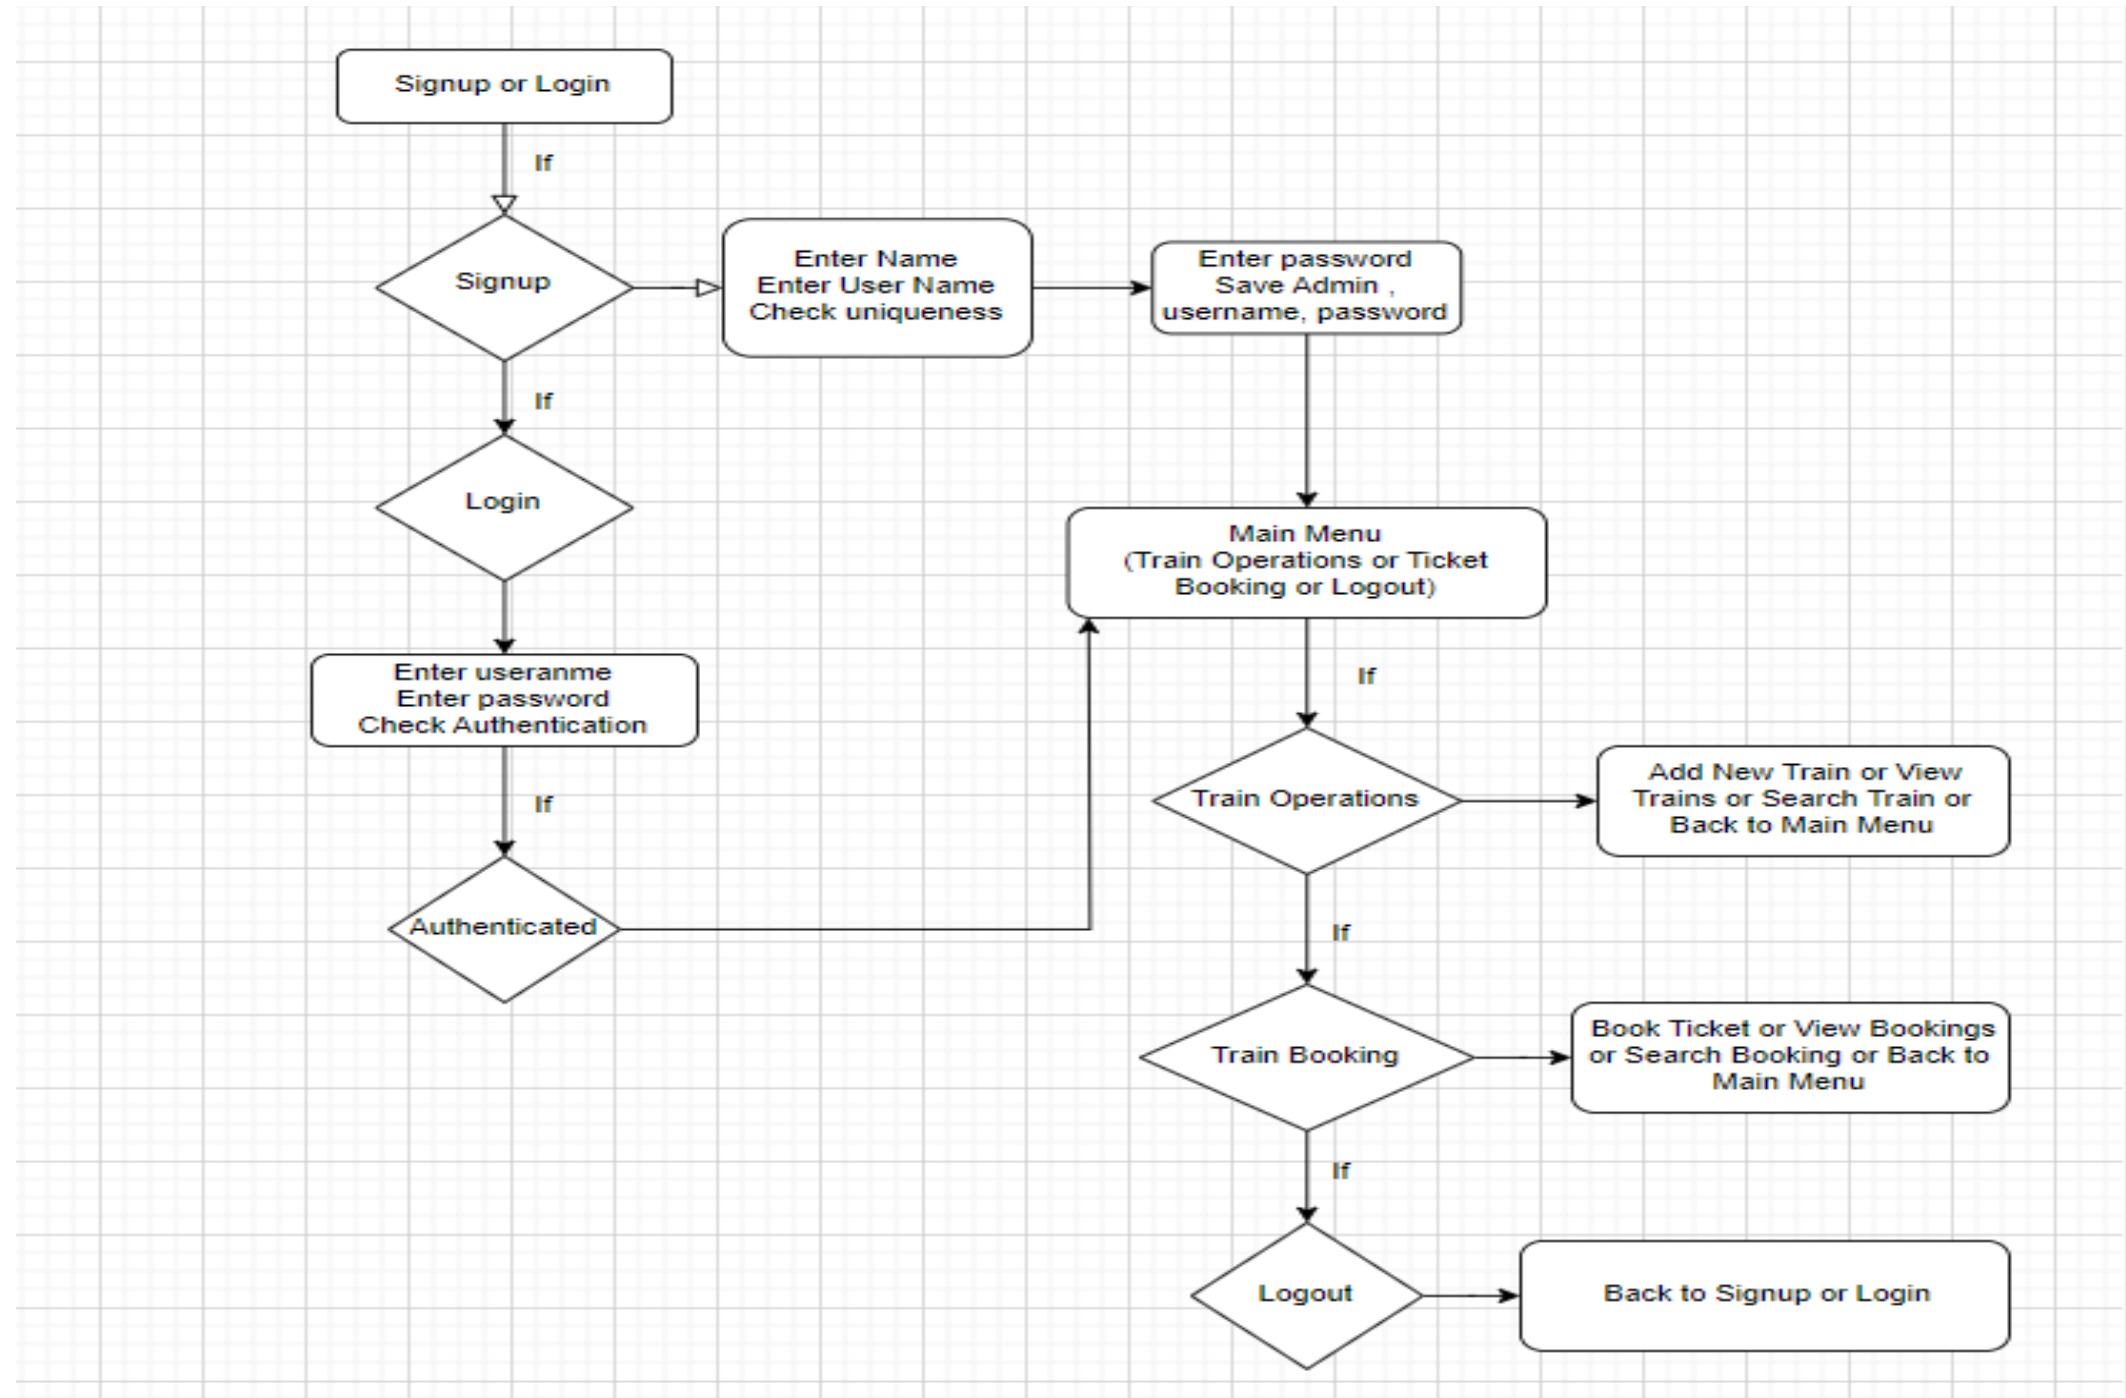 Signup or Login
If
Signup
Enter Name
Enter User Name
Check uniqueness
Enter password
Save Admin ,
username, password
If
Login
Main Menu
(Train Operations or Ticket
Booking or Logout)
Enter useranme
Enter password
Check Authentication
If
If
Train Operations
Add New Train or View
Trains or Search Train or
Back to Main Menu
Authenticated
If
Train Booking
Book Ticket or View Bookings
or Search Booking or Back to
Main Menu
If
Logout
Back to Signup or Login